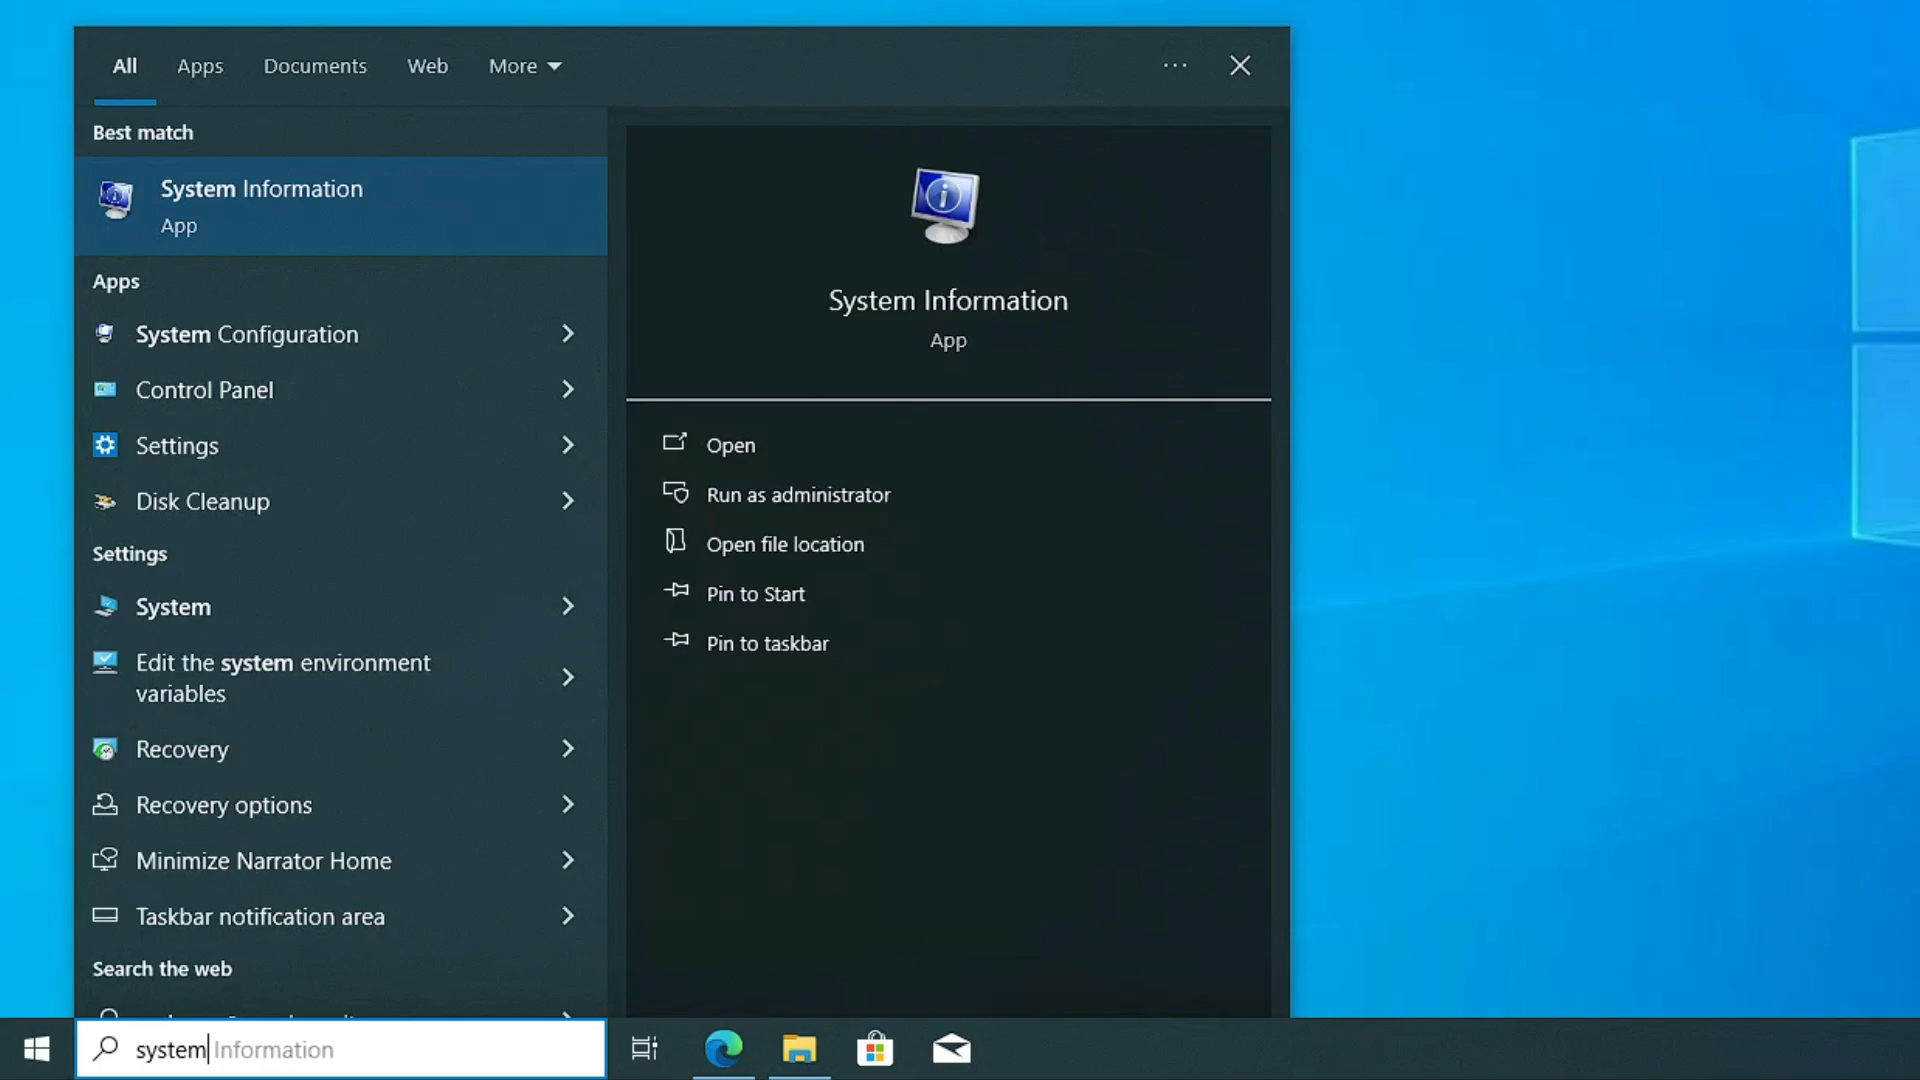 All Apps Documents Web More
Best match
System Information
App
Apps
System Configuration
Control Panel
Settings
Disk Cleanup
Settings
System
Edit the system environment
variables
Recovery
Recovery options
Minimize Narrator Home
Taskbar notification area
Search the web
System Information
App
Open
Run as administrator
Open file location
Pin to Start
Pin to taskbar
system Information